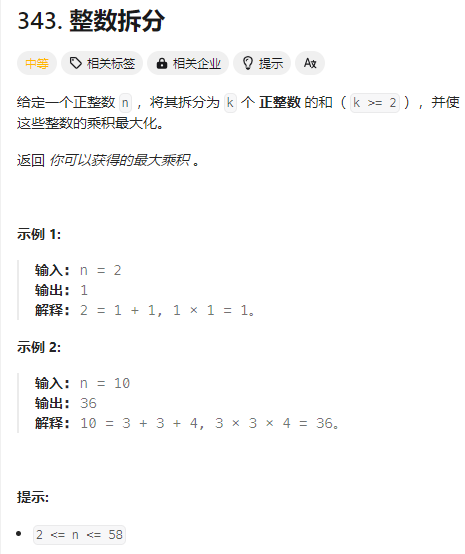 343. 整数拆分
中等 相关标签 相关企业 提示 Aあ
给定一个正整数 n ，将其拆分为 k 个 正整数 的和（ k >= 2 ），并使
这些整数的乘积最大化。
返回 你可以获得的最大乘积 。
示例 1:
输入: n = 2
输出: 1
解释: 2 = 1 + 1, 1 × 1 = 1。
示例 2:
输入: n = 10
输出: 36
解释: 10 = 3 + 3 + 4, 3 × 3 × 4 = 36。
提示:
2 <= n <= 58